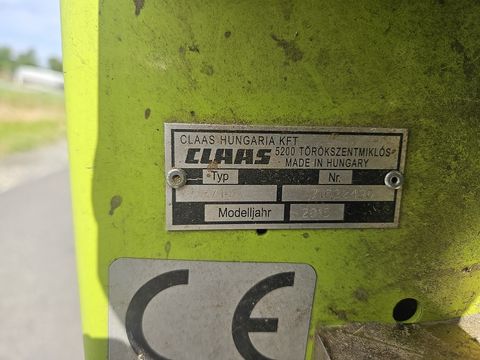 CLAAS HUNGARIA KFT
CLAAS 5200 TÖRÖKSZENTMIKLÓS
MADE IN HUNGARY
Typ Nr.
Modelljahr
CE